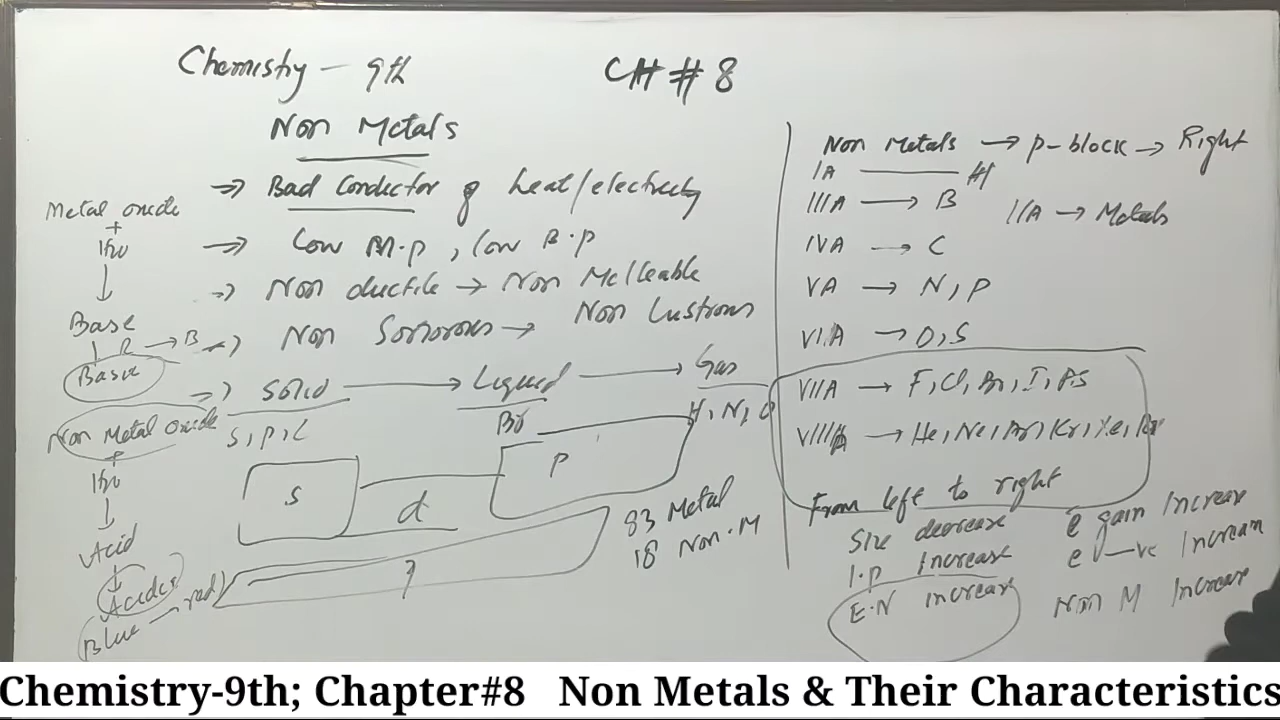 Chemistry - 9th CH # 8
Non Metals
=> Bad Conductor of heat/electricity
=> Low M.p, Low B.p
=> Non ductile → Non Melleable
Non Lustrous
=> Non Sonorous →
=> Solid → Liquid → Gas
S, P, C Br H, N, O
S d P
83 Metal
18 Non.M
Metal oxide
+
↓
Base
R → B
Basic
Non Metal oxide
+
↓
Acid
↓
Acidic
Blue — red
Non Metals → p-block → Right
IA — H
IIIA → B IIA → Metals
IVA → C
VA → N, P
VIA → O, S
VIIA → F, Cl, Br, I, As
VIIIA → He, Ne, Ar, Kr, Xe, Rn
From left to right
Size decrease
I.p Increase
E.N increase
e gain Increase
e -ve Increase
Non M Increase
Chemistry-9th; Chapter#8 Non Metals & Their Characteristics